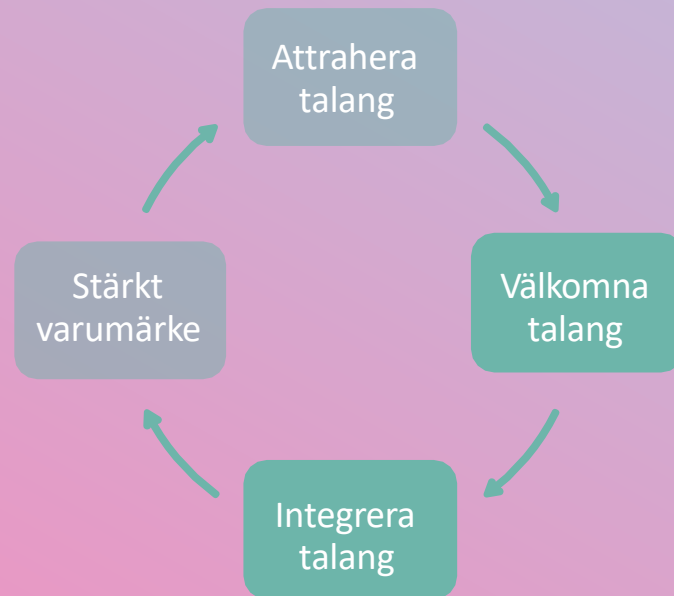 Attrahera
talang
Välkomna
talang
Integrera
talang
Stärkt
varumärke